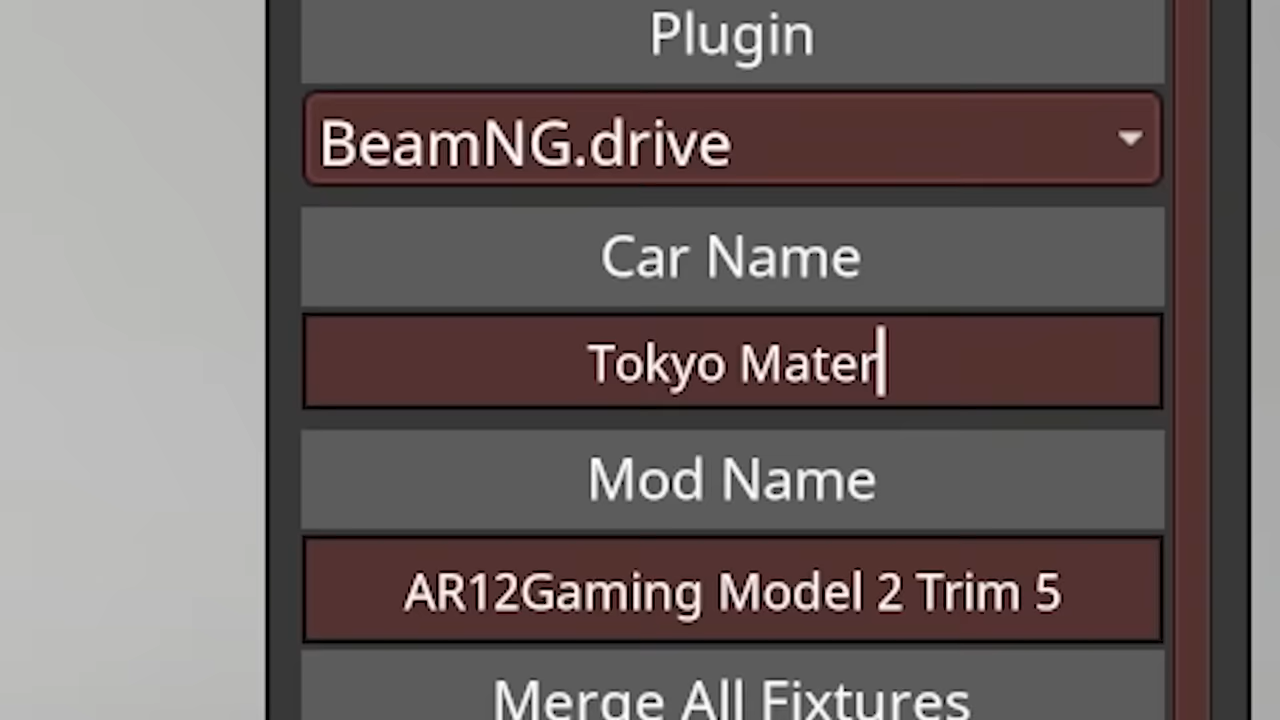 Plugin
BeamNG.drive
Car Name
Tokyo Mater
Mod Name
AR12Gaming Model 2 Trim 5
Merge All Fixtures